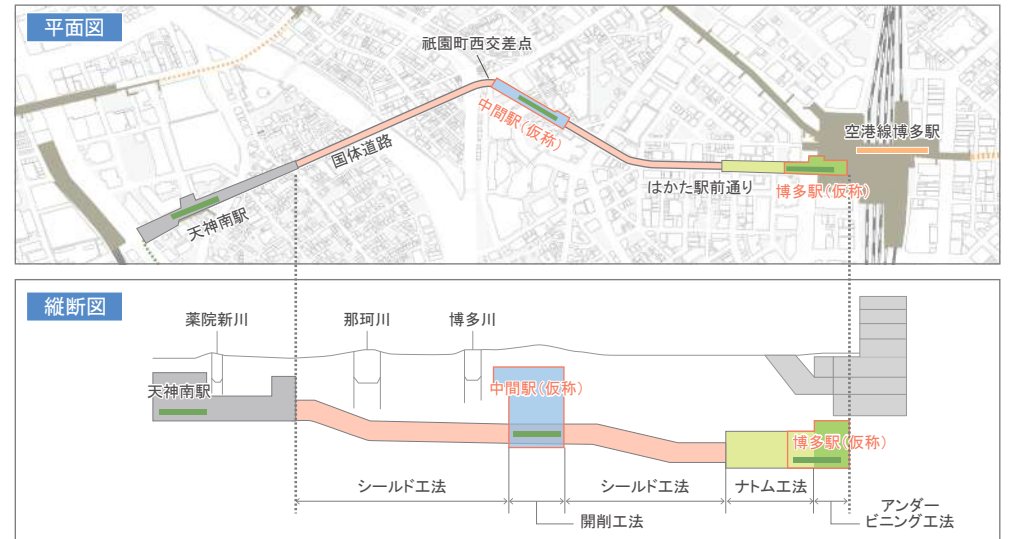 平面図
祇園町西交差点
中間駅(仮称)
空港線博多駅
国体道路
はかた駅前通り
博多駅(仮称)
天神南駅
縦断図
薬院新川
那珂川
博多川
天神南駅
中間駅(仮称)
博多駅(仮称)
シールド工法
シールド工法
ナトム工法
開削工法
アンダー
ピニング工法